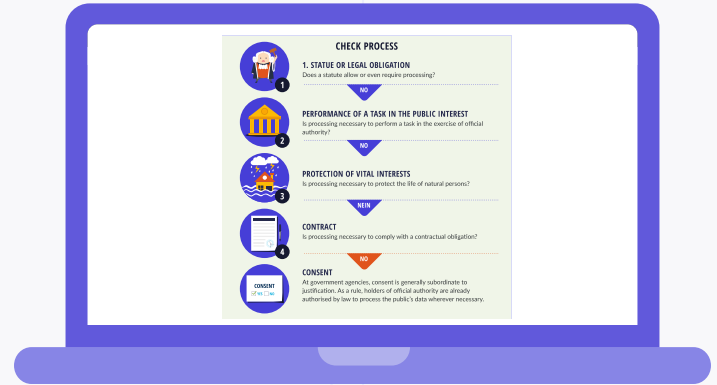 CHECK PROCESS
1. STATUE OR LEGAL OBLIGATION
Does a statute allow or even require processing?
1
NO
PERFORMANCE OF A TASK IN THE PUBLIC INTEREST
Is processing necessary to perform a task in the exercise of official
authority?
2
NO
PROTECTION OF VITAL INTERESTS
Is processing necessary to protect the life of natural persons?
3
NEIN
CONTRACT
Is processing necessary to comply with a contractual obligation?
4
NO
CONSENT
At government agencies, consent is generally subordinate to
justification. As a rule, holders of official authority are already
authorised by law to process the public's data wherever necessary.
CONSENT